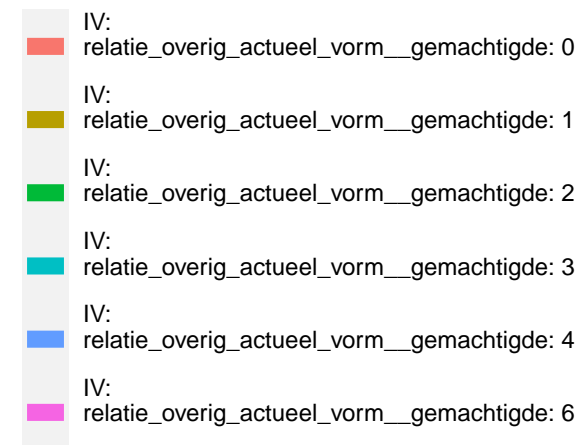 IV:
relatie_overig_actueel_vorm__gemachtigde: 0
IV:
relatie_overig_actueel_vorm__gemachtigde: 1
IV:
relatie_overig_actueel_vorm__gemachtigde: 2
IV:
relatie_overig_actueel_vorm__gemachtigde: 3
IV:
relatie_overig_actueel_vorm__gemachtigde: 4
IV:
relatie_overig_actueel_vorm__gemachtigde: 6